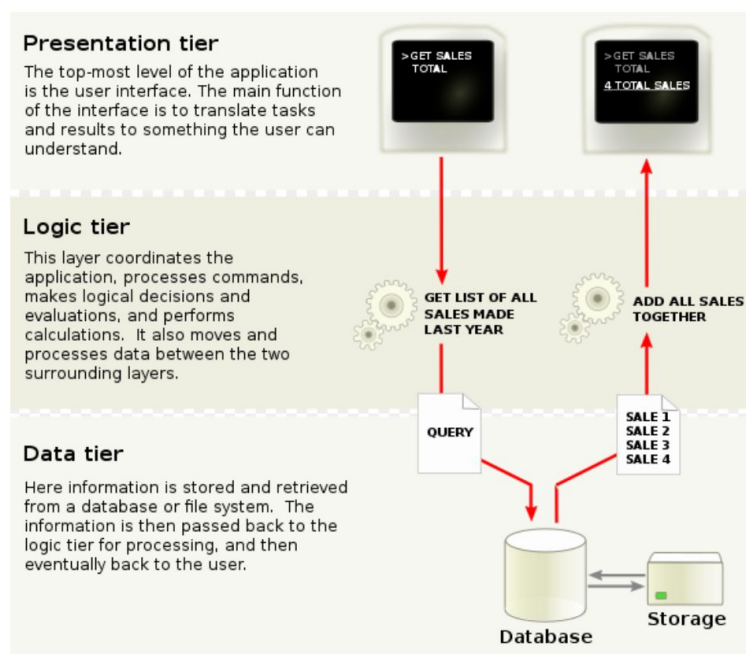 Presentation tier
The top-most level of the application
is the user interface. The main function
of the interface is to translate tasks
and results to something the user can
understand.
>GET SALES
TOTAL
>GET SALES
TOTAL
4 TOTAL SALES
Logic tier
This layer coordinates the
application, processes commands,
makes logical decisions and
evaluations, and performs
calculations. It also moves and
processes data between the two
surrounding layers.
GET LIST OF ALL
SALES MADE
LAST YEAR
ADD ALL SALES
TOGETHER
Data tier
Here information is stored and retrieved
from a database or file system. The
information is then passed back to the
logic tier for processing, and then
eventually back to the user.
QUERY
SALE 1
SALE 2
SALE 3
SALE 4
Database
Storage